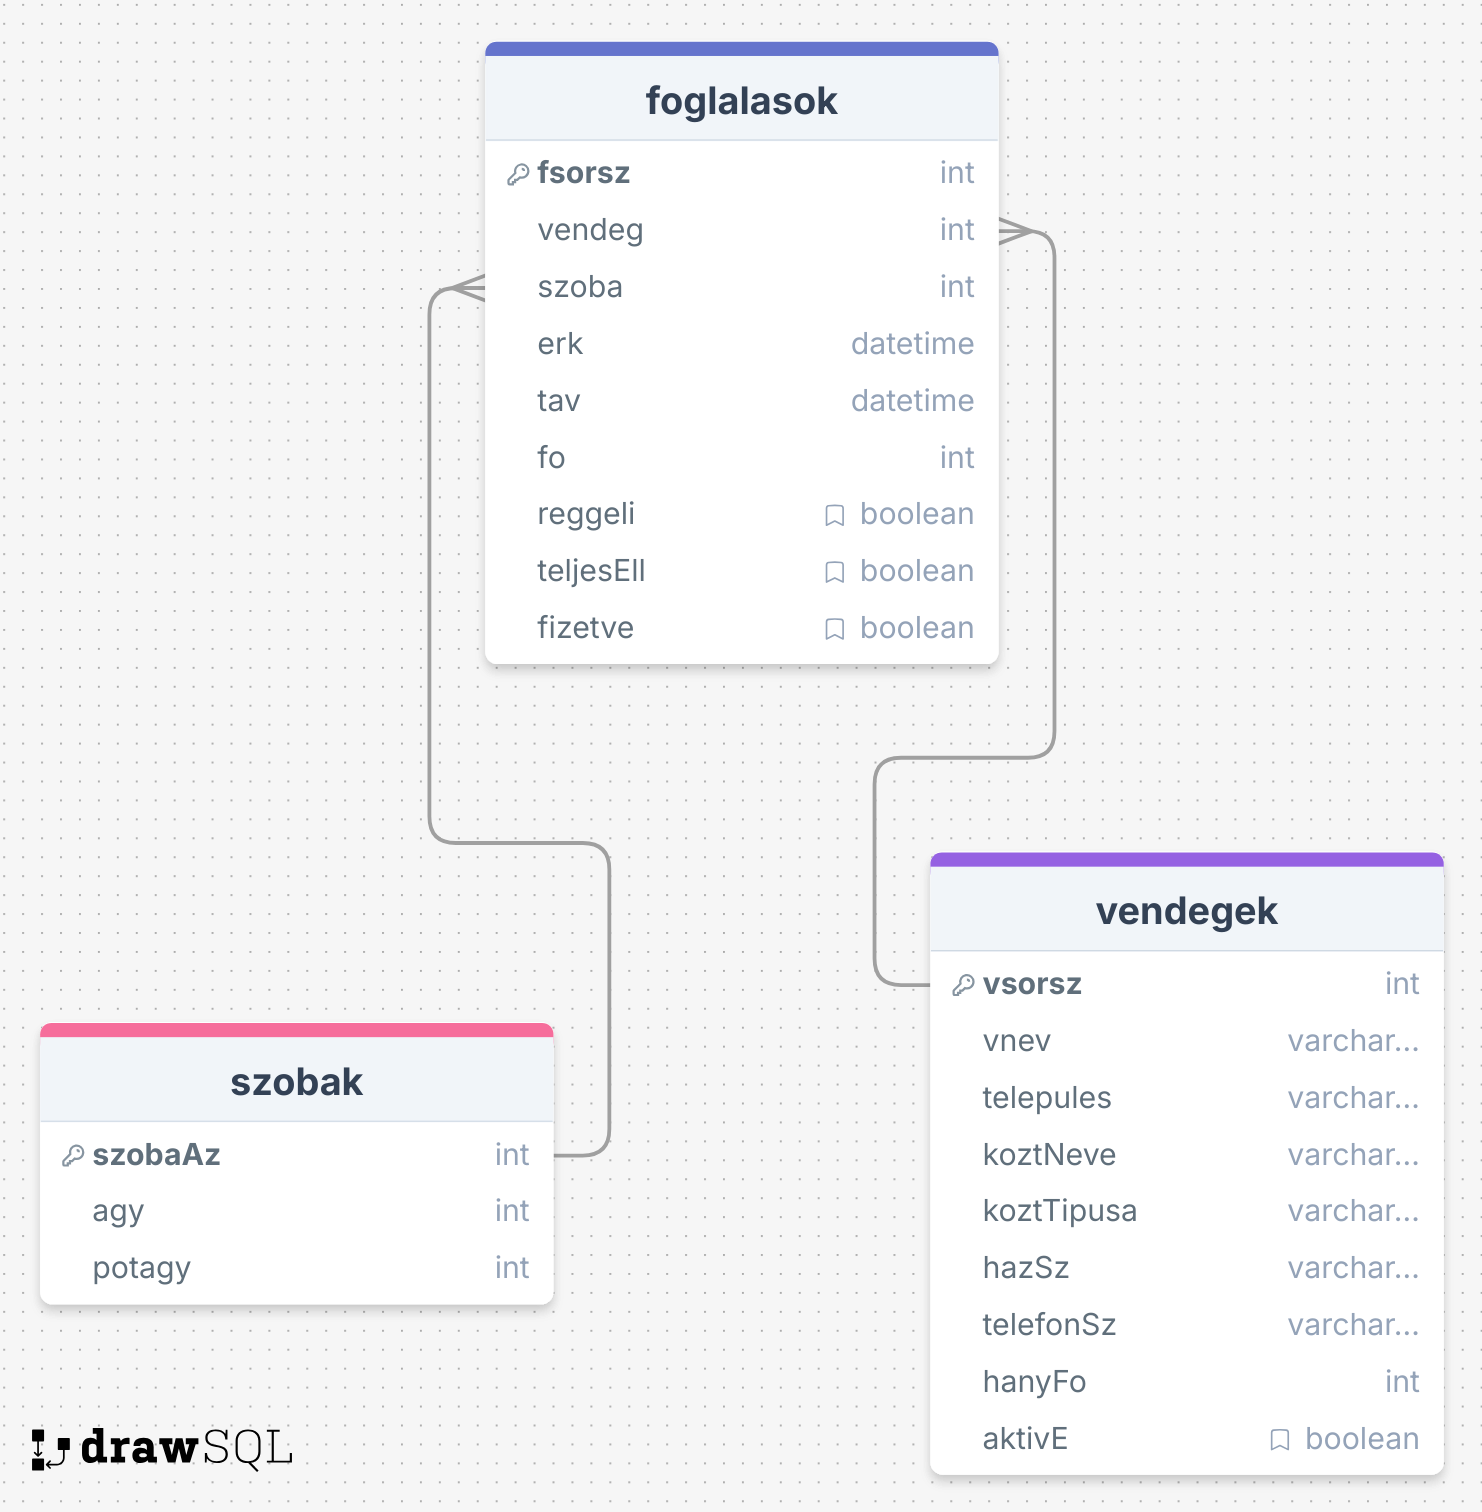 foglalasok
fsorsz int
vendeg int
szoba int
erk datetime
tav datetime
fo int
reggeli boolean
teljesEll boolean
fizetve boolean
vendegek
vsorsz int
vnev varchar...
telepules varchar...
koztNeve varchar...
koztTipusa varchar...
hazSz varchar...
telefonSz varchar...
hanyFo int
aktivE boolean
szobak
szobaAz int
agy int
potagy int
drawSQL